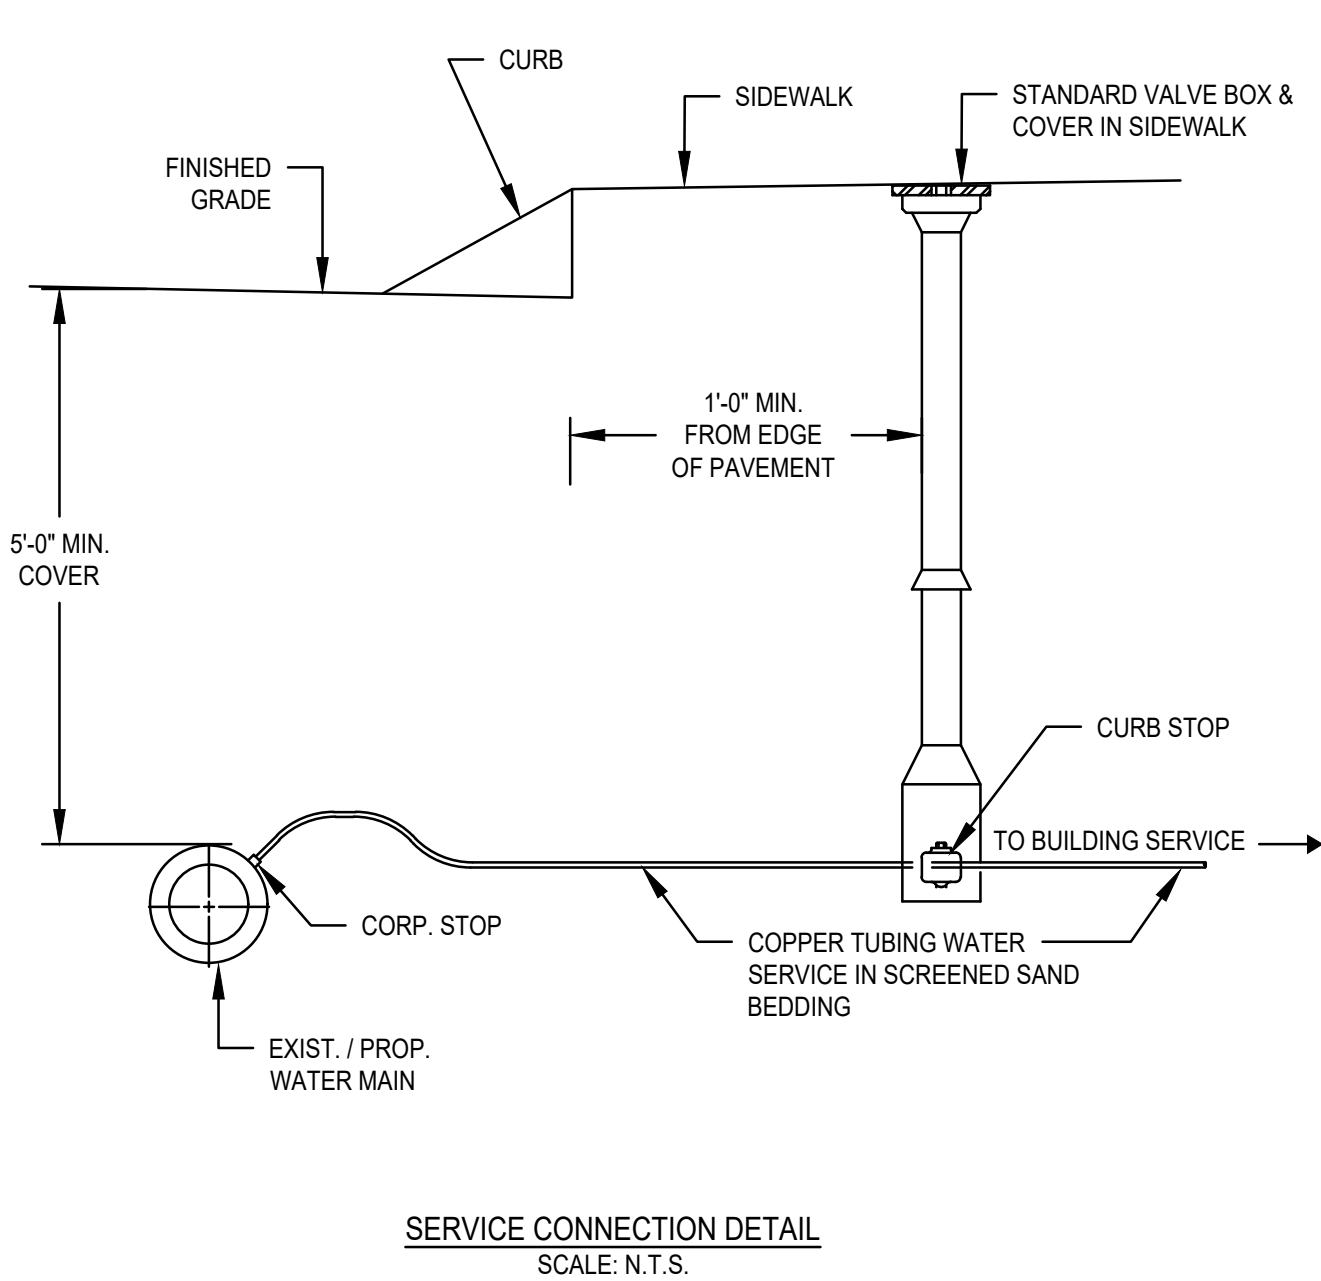 CURB
SIDEWALK
STANDARD VALVE BOX &
COVER IN SIDEWALK
FINISHED
GRADE
1'-0" MIN.
FROM EDGE
OF PAVEMENT
5'-0" MIN.
COVER
CURB STOP
TO BUILDING SERVICE
CORP. STOP
COPPER TUBING WATER
SERVICE IN SCREENED SAND
BEDDING
EXIST. / PROP.
WATER MAIN
SERVICE CONNECTION DETAIL
SCALE: N.T.S.